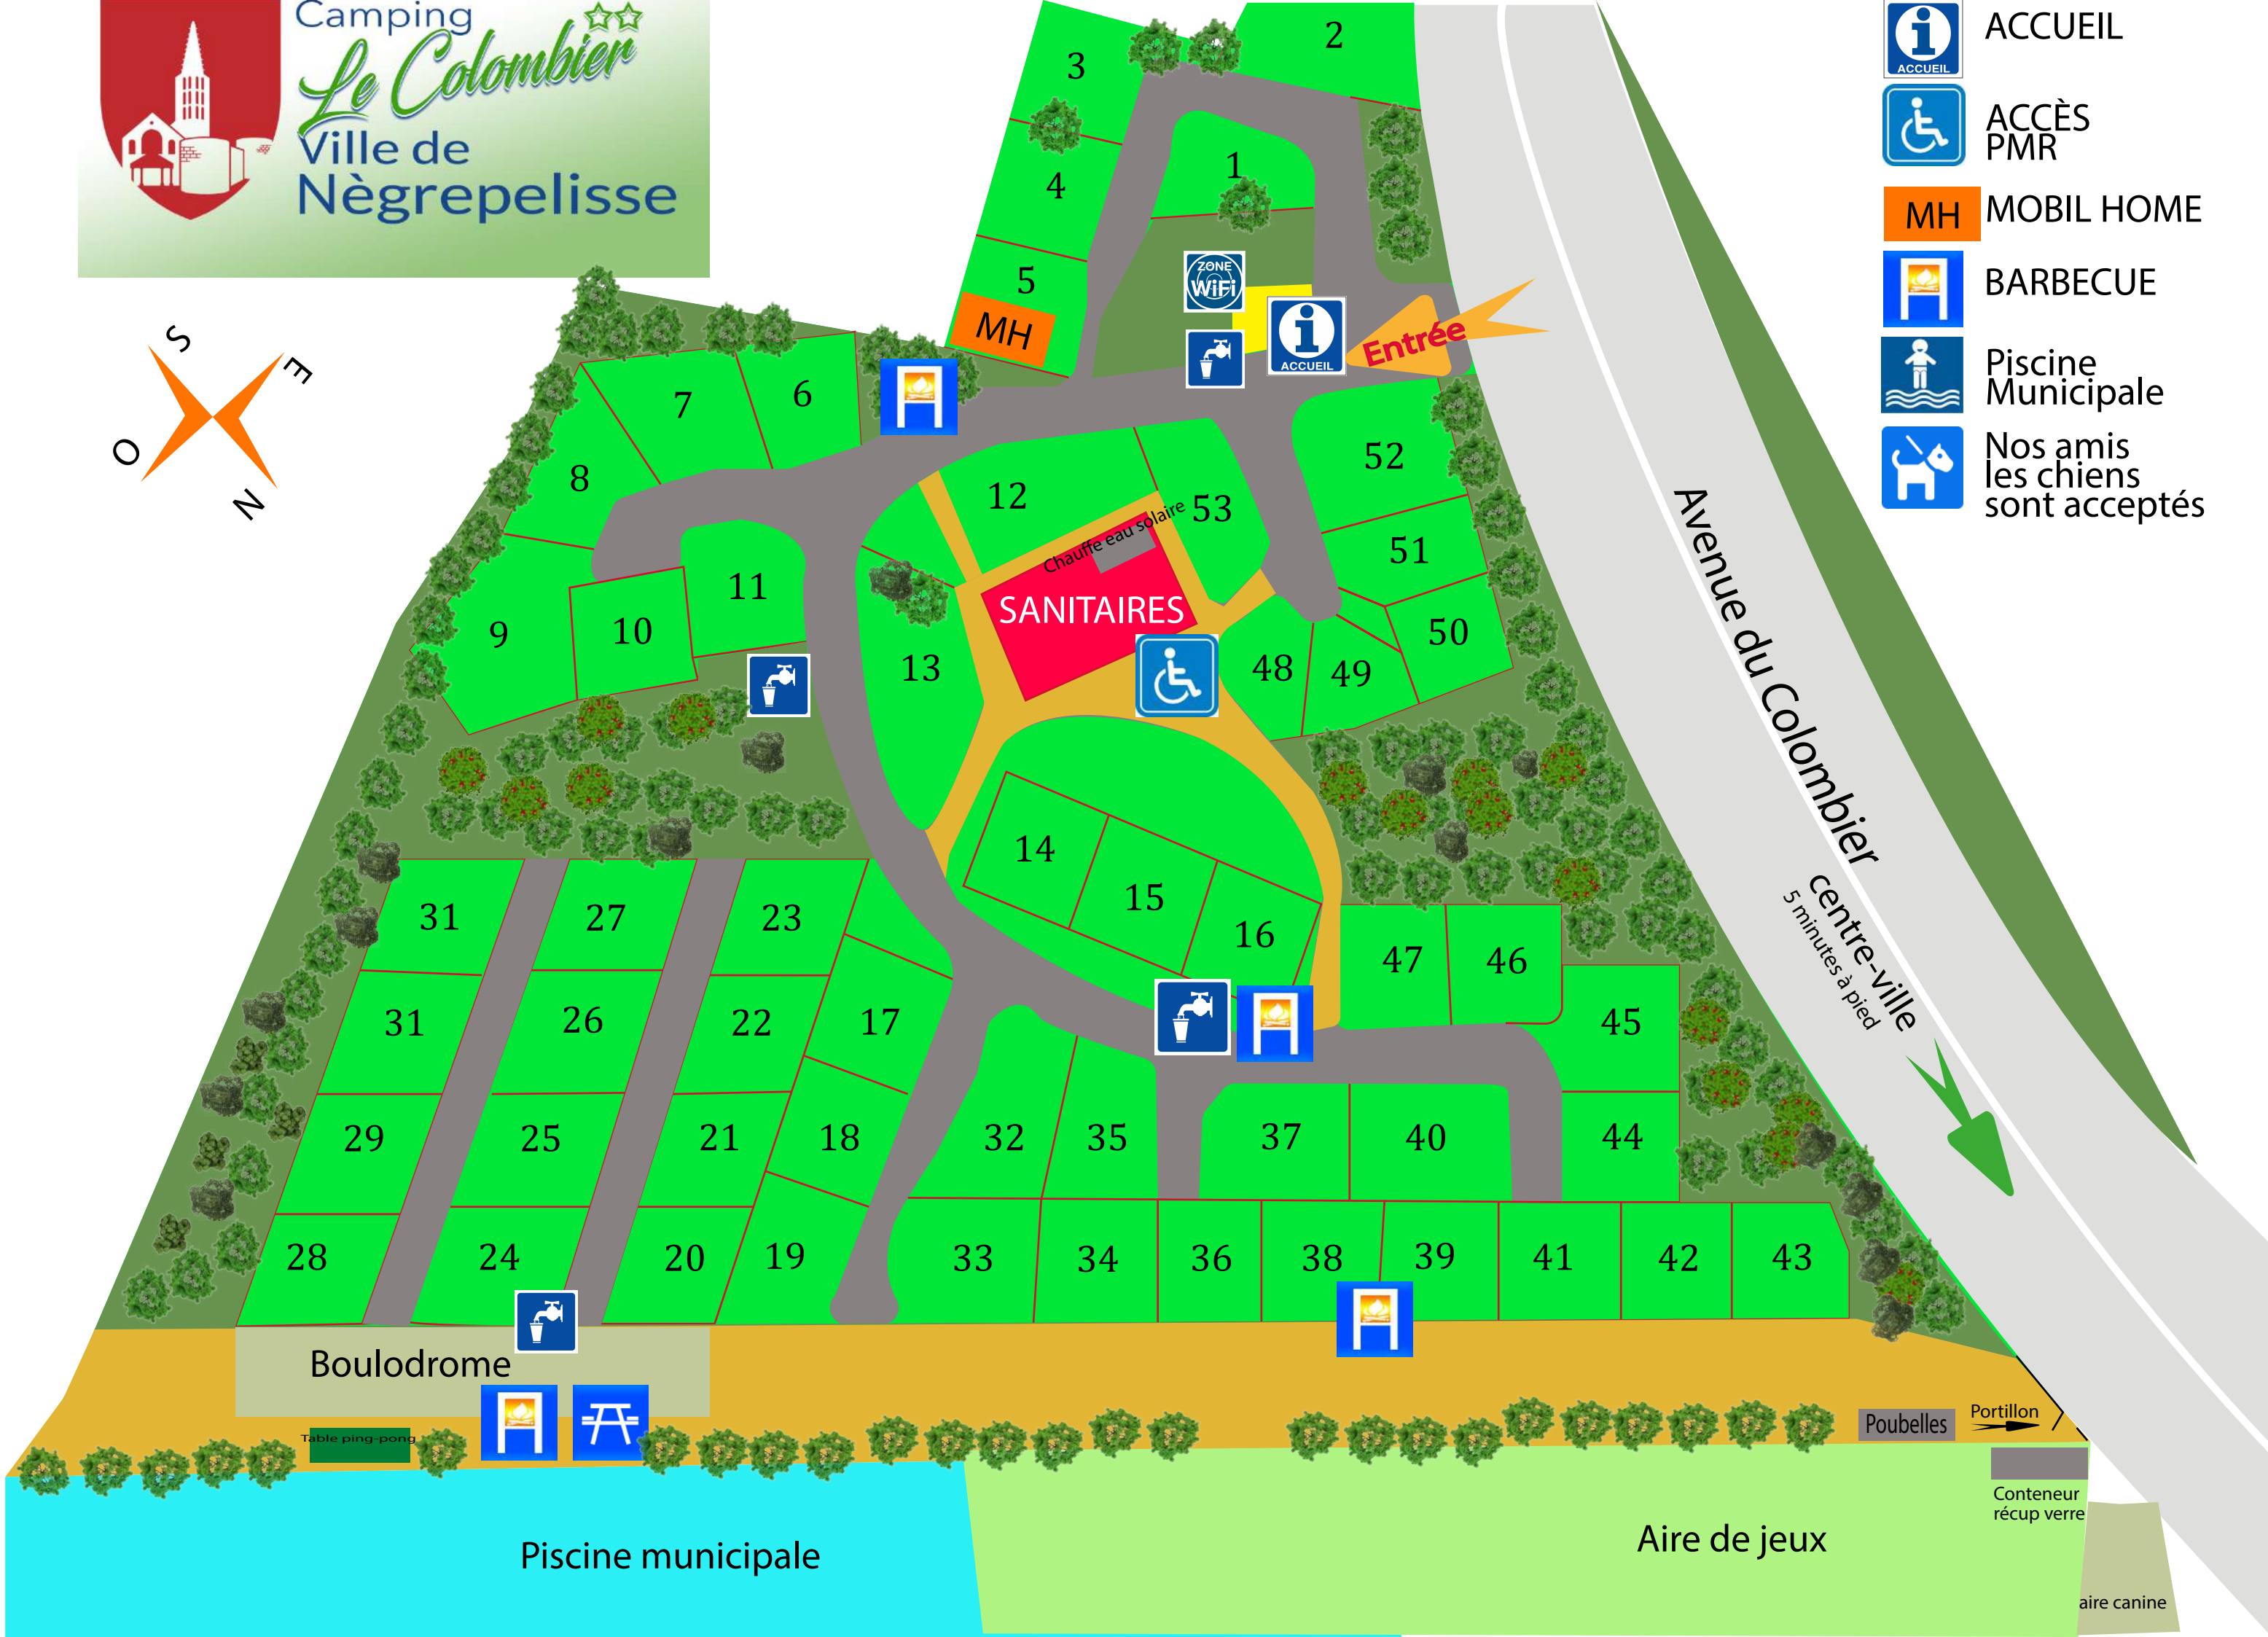 Camping
Le Colombier
Ville de
Nègrepelisse
S
E
O
N
ACCUEIL
ACCUEIL
ACCÈS
PMR
MH
MOBIL HOME
BARBECUE
Piscine
Municipale
Nos amis
les chiens
sont acceptés
2
3
1
4
5
MH
ZONE
WiFi
ACCUEIL
Entrée
7
6
8
12
53
52
51
Chauffe eau solaire
SANITAIRES
11
10
9
13
48
49
50
Avenue du Colombier
centre-ville
5 minutes à pied
14
15
16
47
46
45
31
27
23
31
26
22
17
29
25
21
18
32
35
37
40
44
28
24
20
19
33
34
36
38
39
41
42
43
Boulodrome
Table ping-pong
Poubelles
Portillon
Conteneur
récup verre
Piscine municipale
Aire de jeux
aire canine